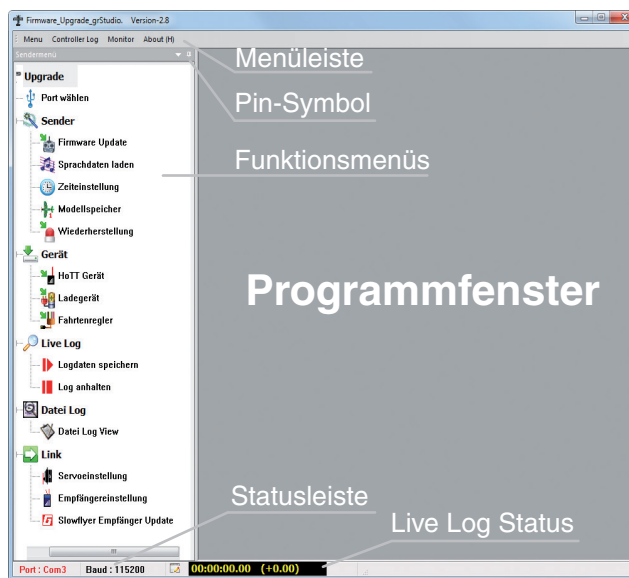 Firmware_Upgrade_grStudio. Version-2.8
Menu Controller Log Monitor About (H)
Sendermenü
Menüleiste
Pin-Symbol
Funktionsmenüs
Programmfenster
Upgrade
Port wählen
Sender
Firmware Update
Sprachdaten laden
Zeiteinstellung
Modellspeicher
Wiederherstellung
Gerät
HoTT Gerät
Ladegerät
Fahrtenregler
Live Log
Logdaten speichern
Log anhalten
Datei Log
Datei Log View
Link
Servoeinstellung
Empfängereinstellung
Slowflyer Empfänger Update
Statusleiste
Live Log Status
Port : Com3 Baud : 115200 00:00:00.00 (+0.00)